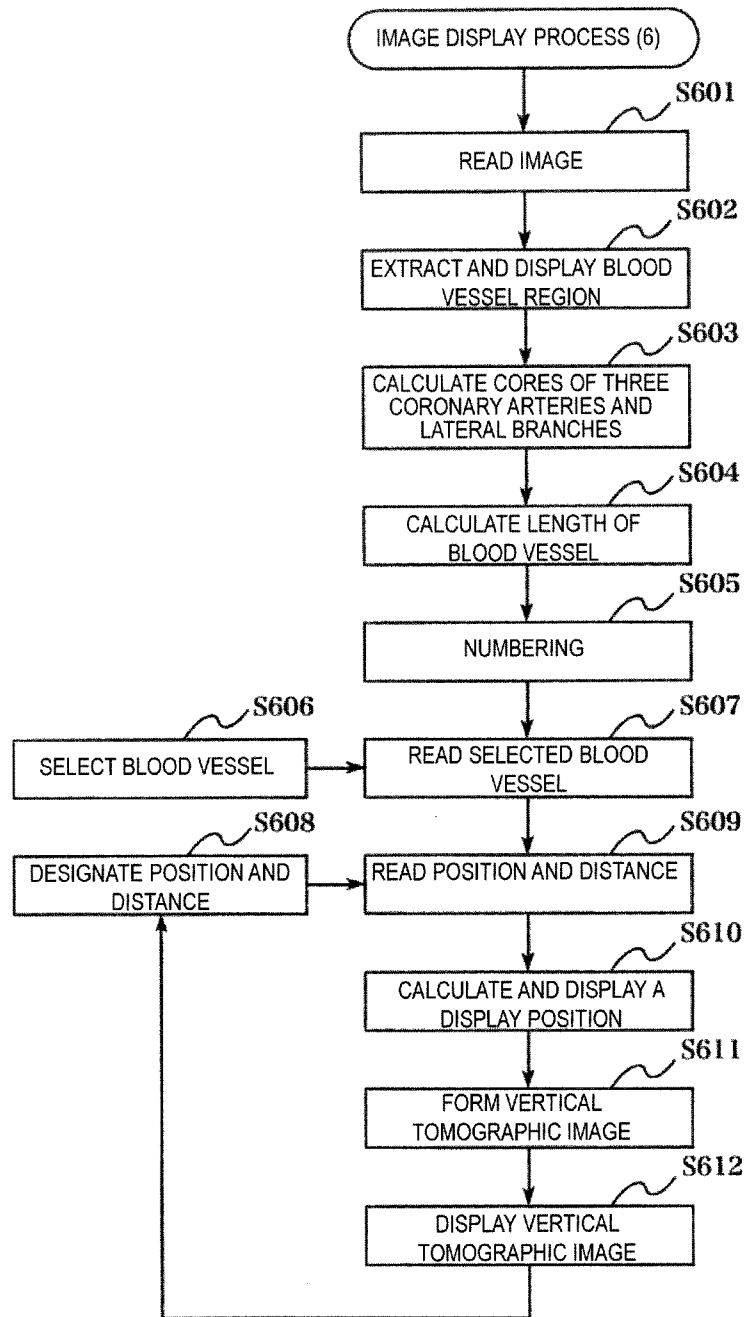 IMAGE DISPLAY PROCESS (6)
S601
READ IMAGE
S602
EXTRACT AND DISPLAY BLOOD
VESSEL REGION
S603
CALCULATE CORES OF THREE
CORONARY ARTERIES AND
LATERAL BRANCHES
S604
CALCULATE LENGTH OF
BLOOD VESSEL
S605
NUMBERING
S606
SELECT BLOOD VESSEL
S607
READ SELECTED BLOOD
VESSEL
S608
DESIGNATE POSITION AND
DISTANCE
S609
READ POSITION AND DISTANCE
S610
CALCULATE AND DISPLAY A
DISPLAY POSITION
S611
FORM VERTICAL
TOMOGRAPHIC IMAGE
S612
DISPLAY VERTICAL
TOMOGRAPHIC IMAGE